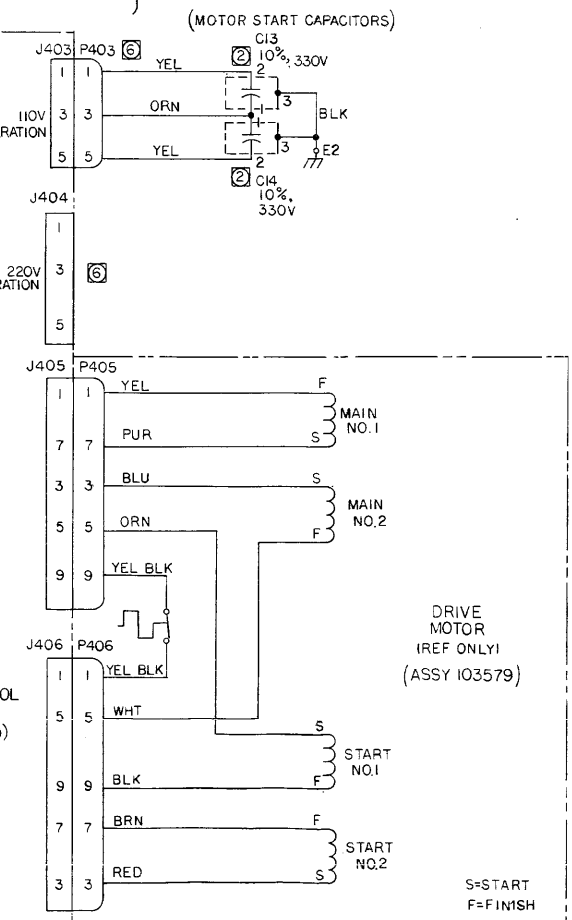 (MOTOR START CAPACITORS)
J403 P403 6
C13
2 10%, 330V
1 1 YEL 2
3
110V
RATION
3 3 ORN
BLK
5 5 YEL
3
E2
2
2 C14
10%,
330V
J404
1
220V
RATION
3
6
5
J405 P405
1 1 YEL F
MAIN
NO.1
7 7 PUR S
3 3 BLU S
MAIN
NO.2
5 5 ORN F
9 9 YEL BLK
DRIVE
MOTOR
(REF ONLY)
(ASSY 103579)
J406 P406
1 1 YEL BLK
OL
)
5 5 WHT
S
START
NO.1
9 9 BLK F
7 7 BRN F
START
NO.2
3 3 RED S
S=START
F=FINISH